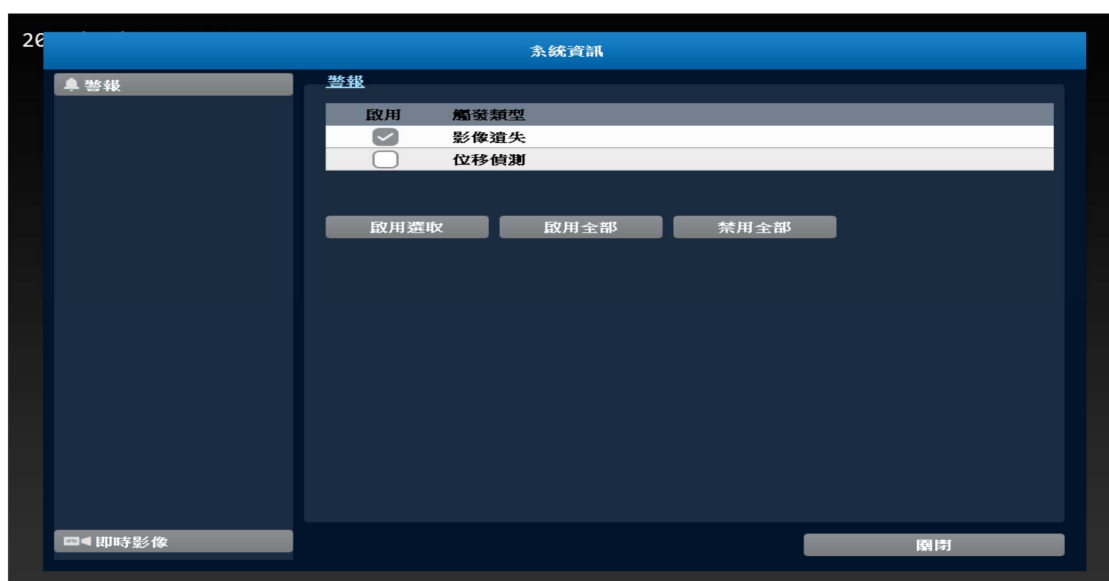 20
系統資訊
警報
警報
啟用 觸發類型
影像遺失
位移偵測
啟用選取 啟用全部 禁用全部
即時影像 關閉